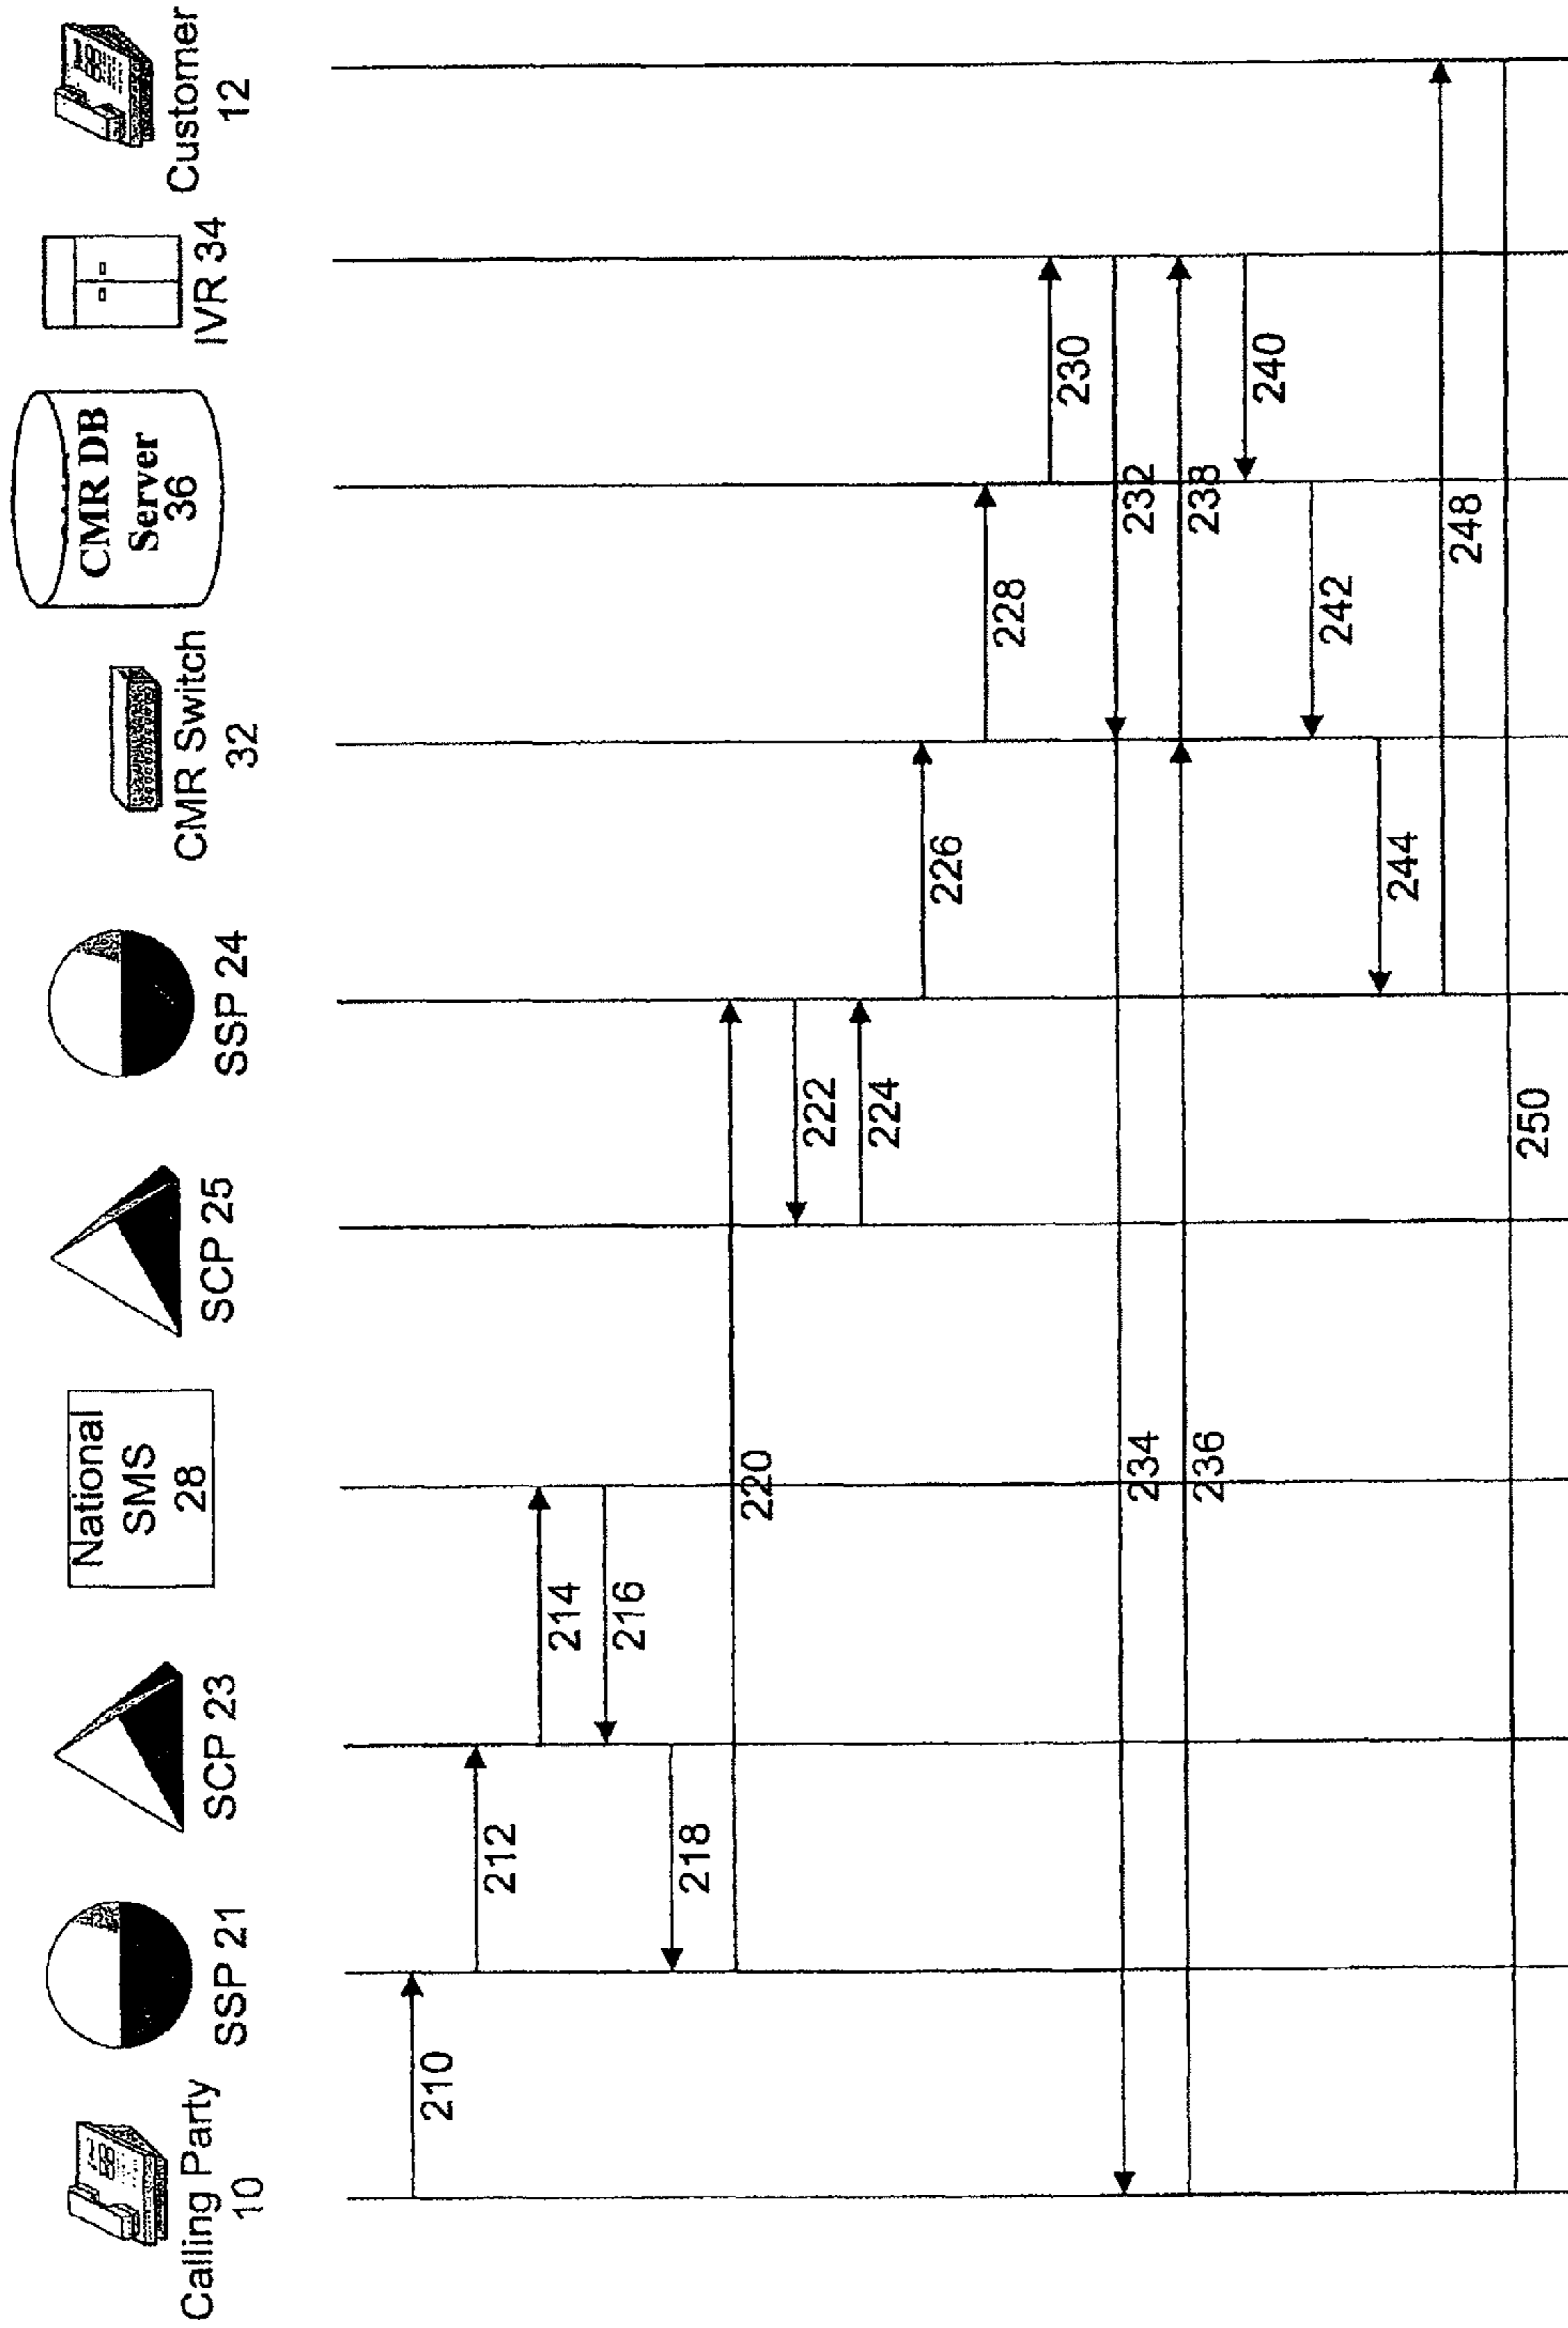 Calling Party
10
SSP 21
SCP 23
National
SMS
28
SCP 25
SSP 24
CMR Switch
32
CMR DB
Server
36
IVR 34
Customer
12
210
212
214
216
218
220
222
224
226
228
230
232
234
236
238
240
242
244
248
250